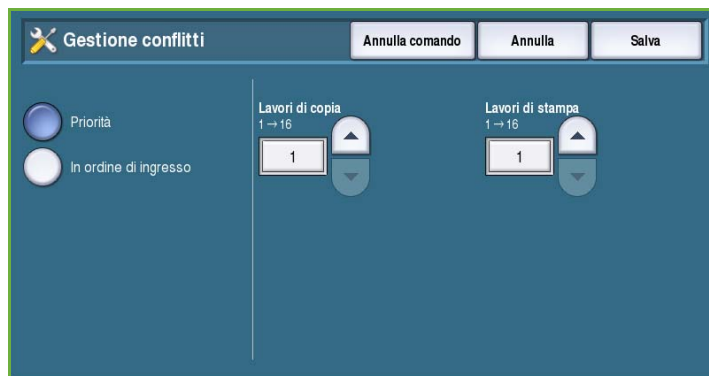 Gestione conflitti
Annulla comando
Annulla
Salva
Priorità
In ordine di ingresso
Lavori di copia
1→16
1
Lavori di stampa
1→16
1